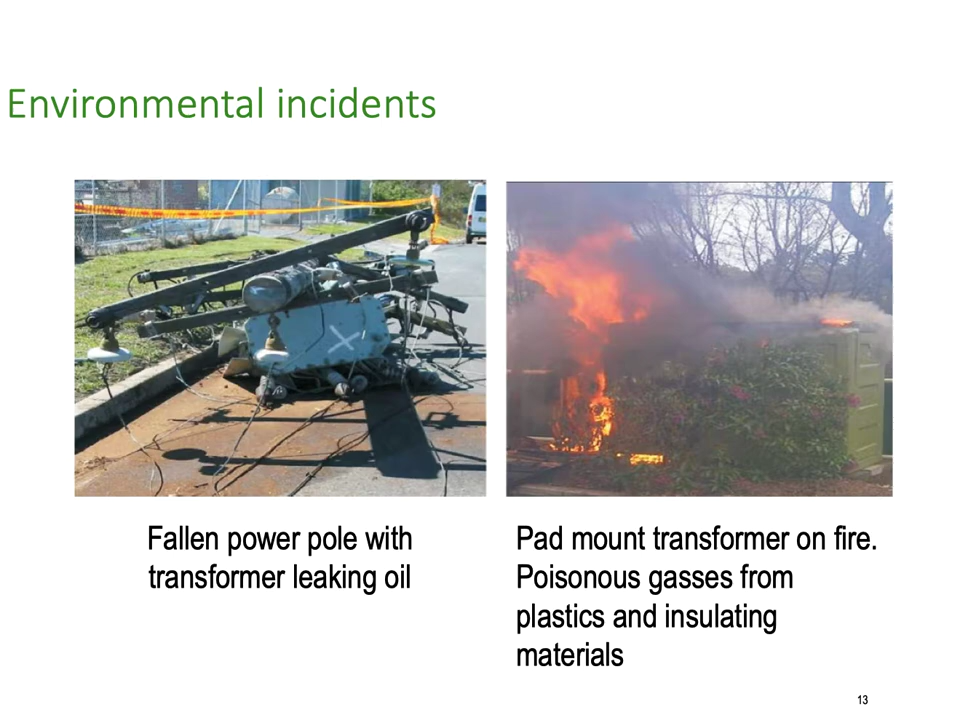 Environmental incidents
Fallen power pole with
transformer leaking oil
Pad mount transformer on fire.
Poisonous gasses from
plastics and insulating
materials
13